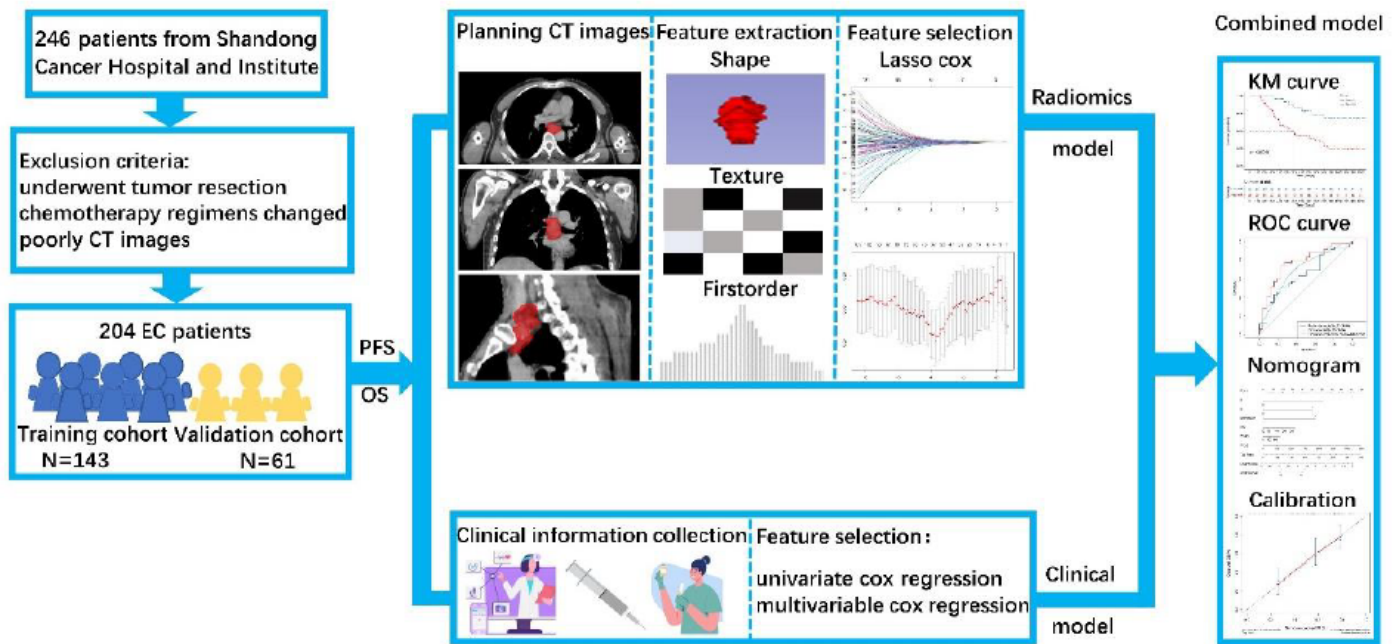 246 patients from Shandong
Cancer Hospital and Institute
Exclusion criteria:
underwent tumor resection
chemotherapy regimens changed
poorly CT images
204 EC patients
Training cohort
N=143
Validation cohort
N=61
PFS
OS
Planning CT images
Feature extraction
Shape
Texture
Firstorder
Feature selection
Lasso cox
Radiomics
model
Clinical information collection
Feature selection：
univariate cox regression
multivariable cox regression
Clinical
model
Combined model
KM curve
ROC curve
Nomogram
Calibration